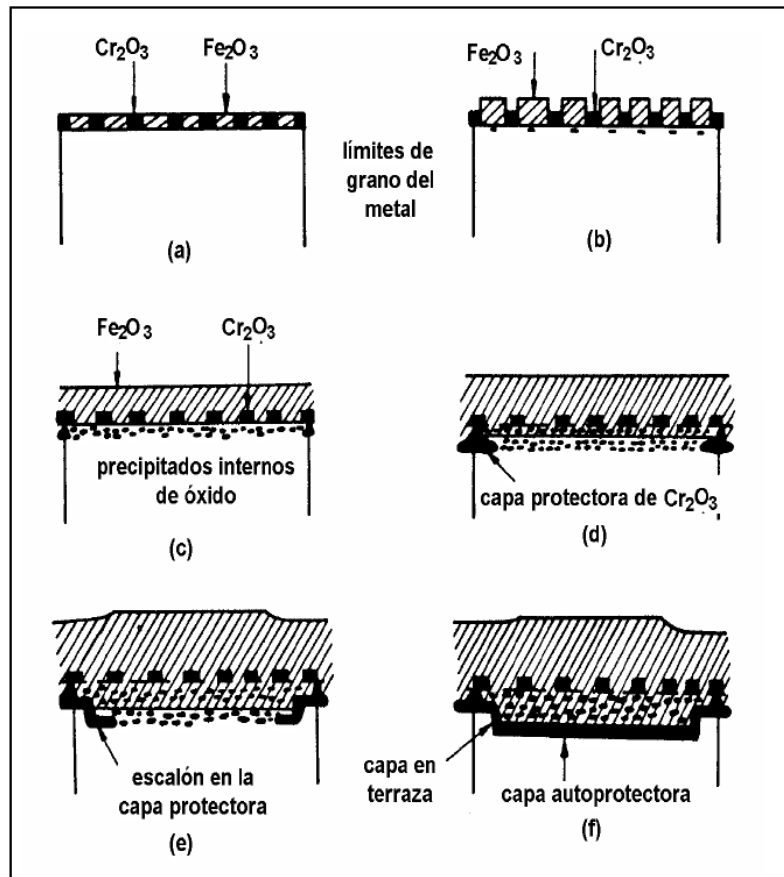 Cr₂O₃ Fe₂O₃
(a)
Fe₂O₃ Cr₂O₃
(b)
límites de
grano del
metal
Fe₂O₃ Cr₂O₃
precipitados internos
de óxido
(c)
capa protectora de Cr₂O₃
(d)
escalón en la
capa protectora
(e)
capa en
terraza
capa autoprotectora
(f)